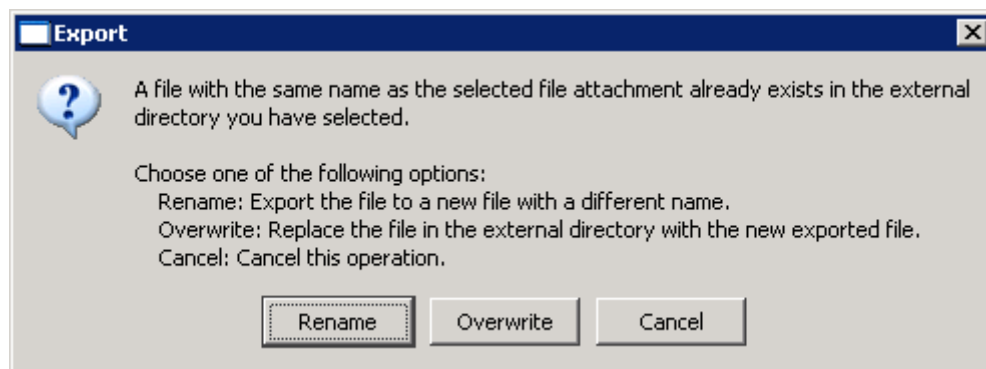 Export
A file with the same name as the selected file attachment already exists in the external
directory you have selected.
Choose one of the following options:
Rename: Export the file to a new file with a different name.
Overwrite: Replace the file in the external directory with the new exported file.
Cancel: Cancel this operation.
Rename Overwrite Cancel